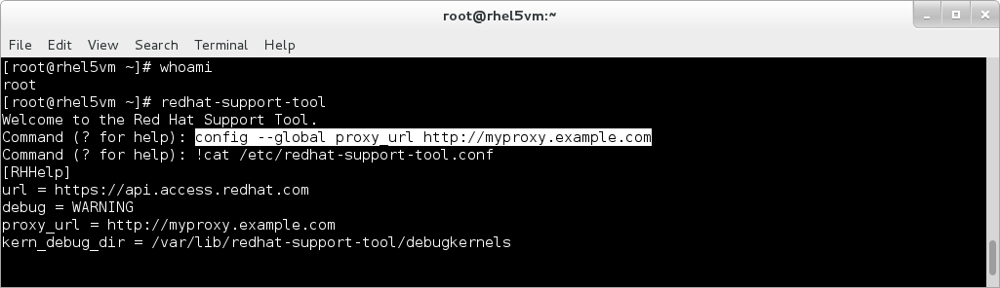 root@rhel5vm:~
File Edit View Search Terminal Help
[root@rhel5vm ~]# whoami
root
[root@rhel5vm ~]# redhat-support-tool
Welcome to the Red Hat Support Tool.
Command (? for help): config --global proxy_url http://myproxy.example.com
Command (? for help): !cat /etc/redhat-support-tool.conf
[RHHelp]
url = https://api.access.redhat.com
debug = WARNING
proxy_url = http://myproxy.example.com
kern_debug_dir = /var/lib/redhat-support-tool/debugkernels